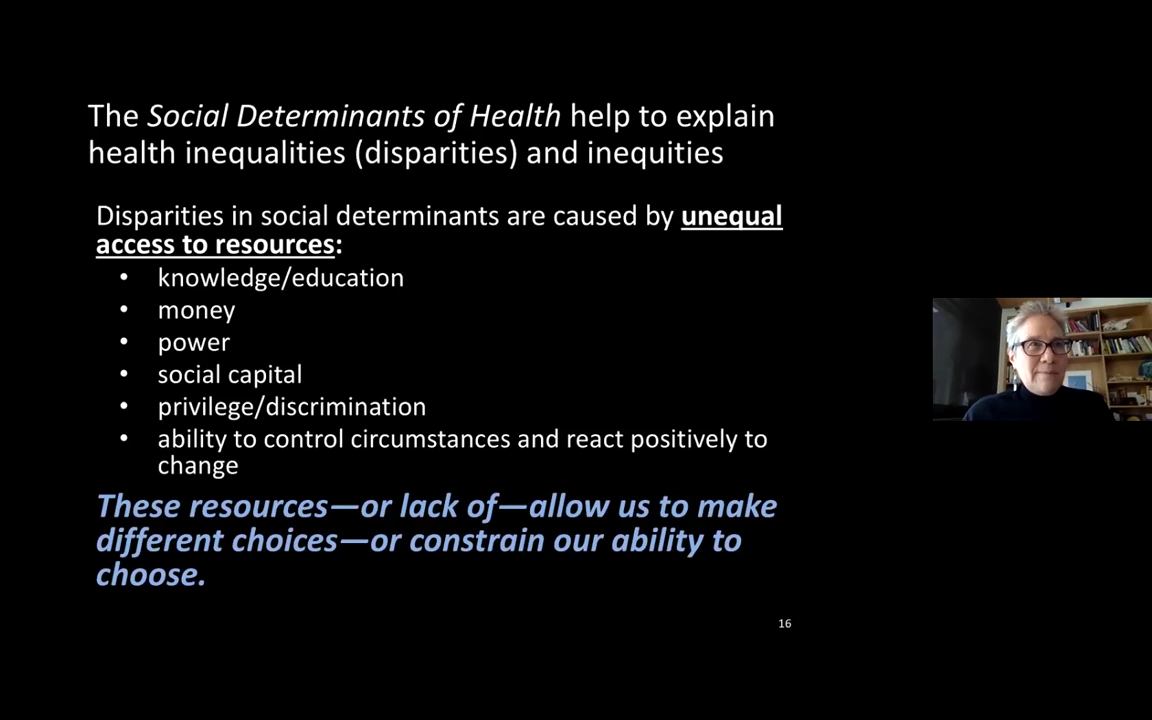 The Social Determinants of Health help to explain
health inequalities (disparities) and inequities
Disparities in social determinants are caused by unequal
access to resources:
• knowledge/education
• money
• power
• social capital
• privilege/discrimination
• ability to control circumstances and react positively to
change
These resources—or lack of—allow us to make
different choices—or constrain our ability to
choose.
16